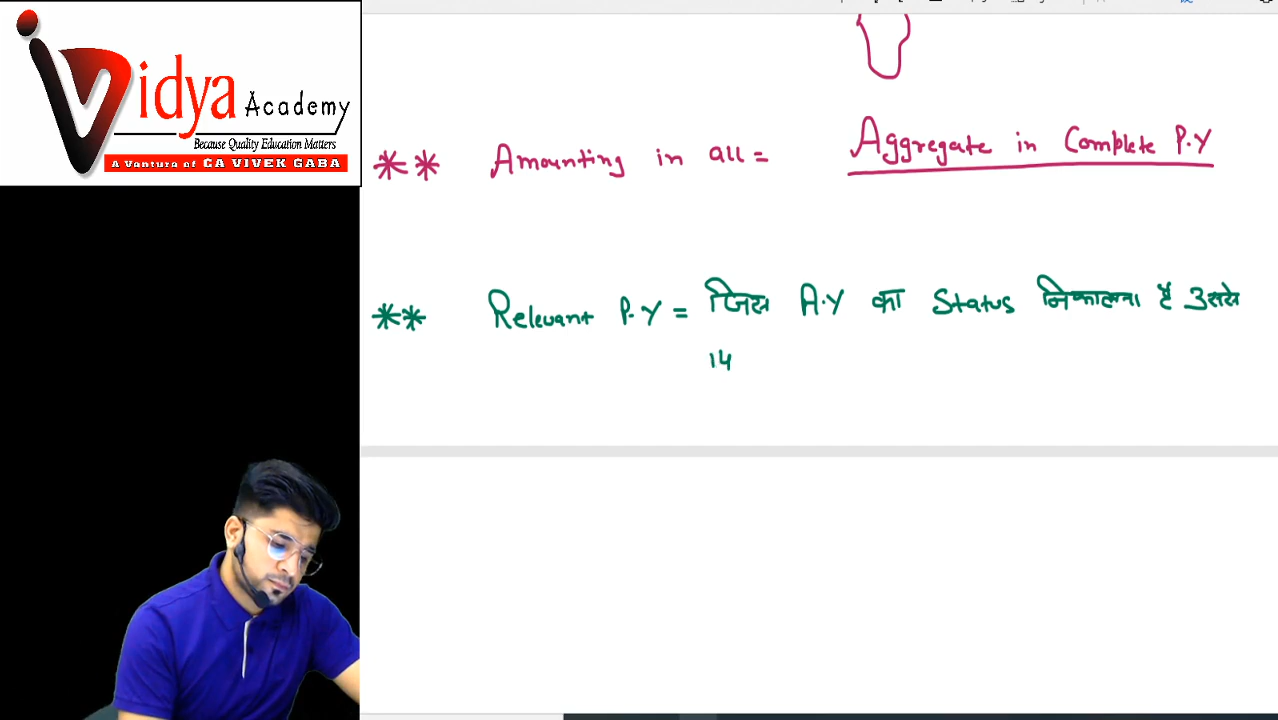 Vidya Academy
Because Quality Education Matters
A Ventura of CA VIVEK GABA
** Amounting in all = Aggregate in Complete P.Y
** Relevant P.Y = जिस A.Y का Status निकालना है उससे
14